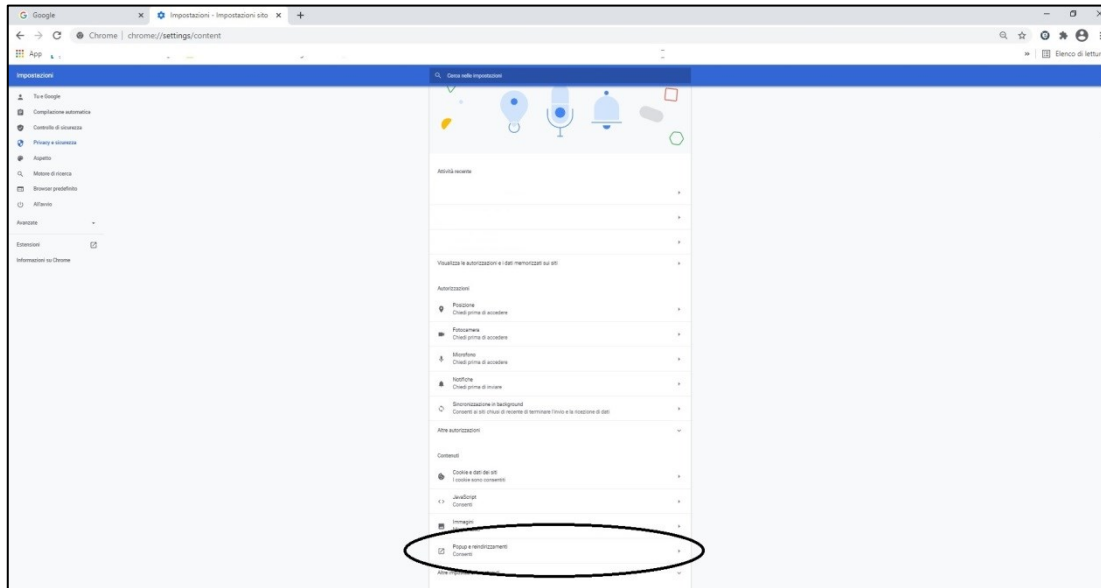 Google
Impostazioni - Impostazioni sito
Chrome | chrome://settings/content
App
Elenco di lettur
Impostazioni
Cerca nelle impostazioni
Tu e Google
Compilazione automatica
Controllo di sicurezza
Privacy e sicurezza
Aspetto
Motore di ricerca
Browser predefinito
All'avvio
Avanzate
Estensioni
Informazioni su Chrome
Attività recente
Visualizza le autorizzazioni e i dati memorizzati sui siti
Autorizzazioni
Posizione
Chiedi prima di accedere
Fotocamera
Chiedi prima di accedere
Microfono
Chiedi prima di accedere
Notifiche
Chiedi prima di inviare
Sincronizzazione in background
Consenti ai siti chiusi di recente di terminare l'invio e la ricezione di dati
Altre autorizzazioni
Contenuti
Cookie e dati dei siti
I cookie sono consentiti
JavaScript
Consenti
Immagini
Popup e reindirizzamenti
Consenti
Altre